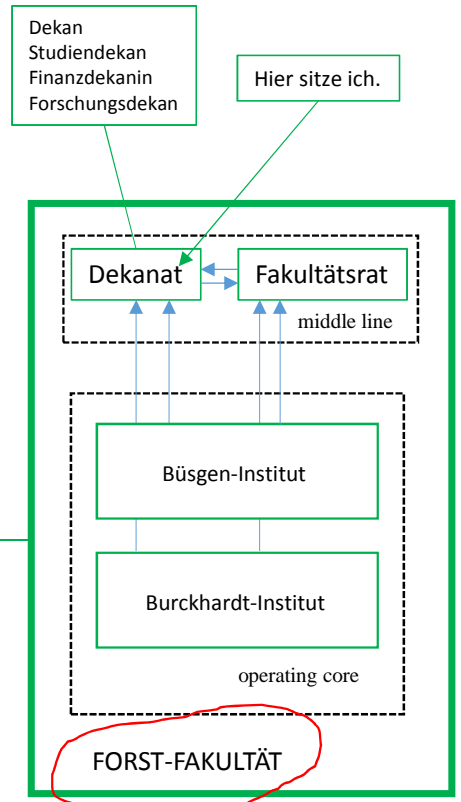 Dekan
Studiendekan
Finanzdekanin
Forschungsdekan
Hier sitze ich.
Dekanat
Fakultätsrat
middle line
Büsgen-Institut
Burckhardt-Institut
operating core
FORST-FAKULTÄT